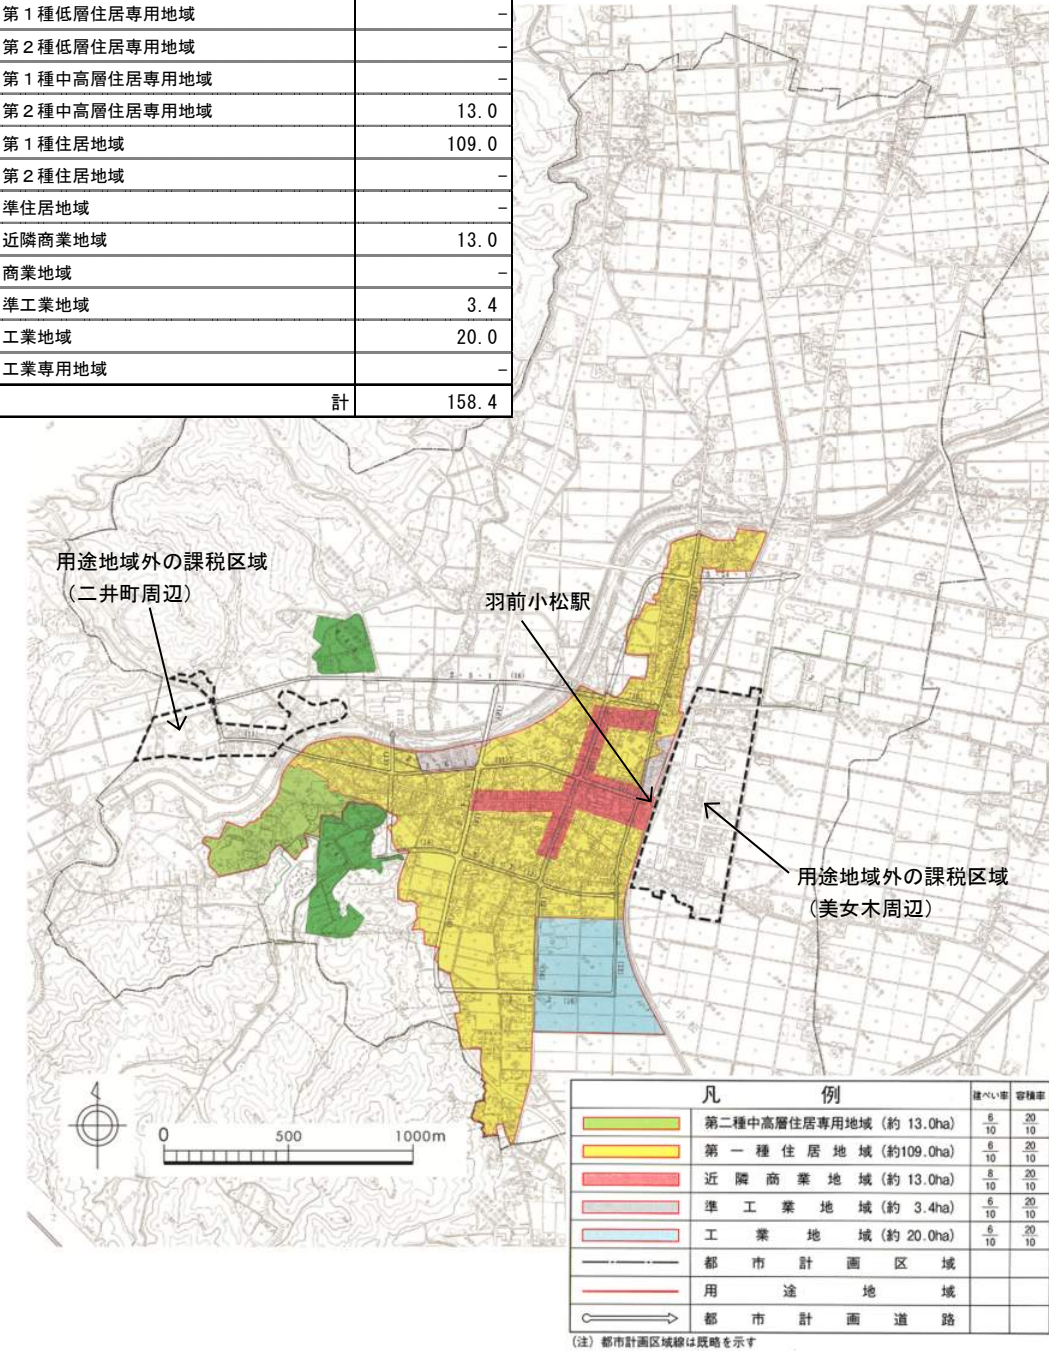 第１種低層住居専用地域 －
第２種低層住居専用地域 －
第１種中高層住居専用地域 －
第２種中高層住居専用地域 13.0
第１種住居地域 109.0
第２種住居地域 －
準住居地域 －
近隣商業地域 13.0
商業地域 －
準工業地域 3.4
工業地域 20.0
工業専用地域 －
計 158.4
用途地域外の課税区域
（二井町周辺）
羽前小松駅
用途地域外の課税区域
（美女木周辺）
0 500 1000m
凡例 建ぺい率 容積率
第二種中高層住居専用地域（約 13.0ha） 6/10 20/10
第一種住居地域（約109.0ha） 6/10 20/10
近隣商業地域（約 13.0ha） 8/10 20/10
準工業地域（約 3.4ha） 6/10 20/10
工業地域（約 20.0ha） 6/10 20/10
都市計画区域
用途地域
都市計画道路
（注）都市計画区域線は既略を示す